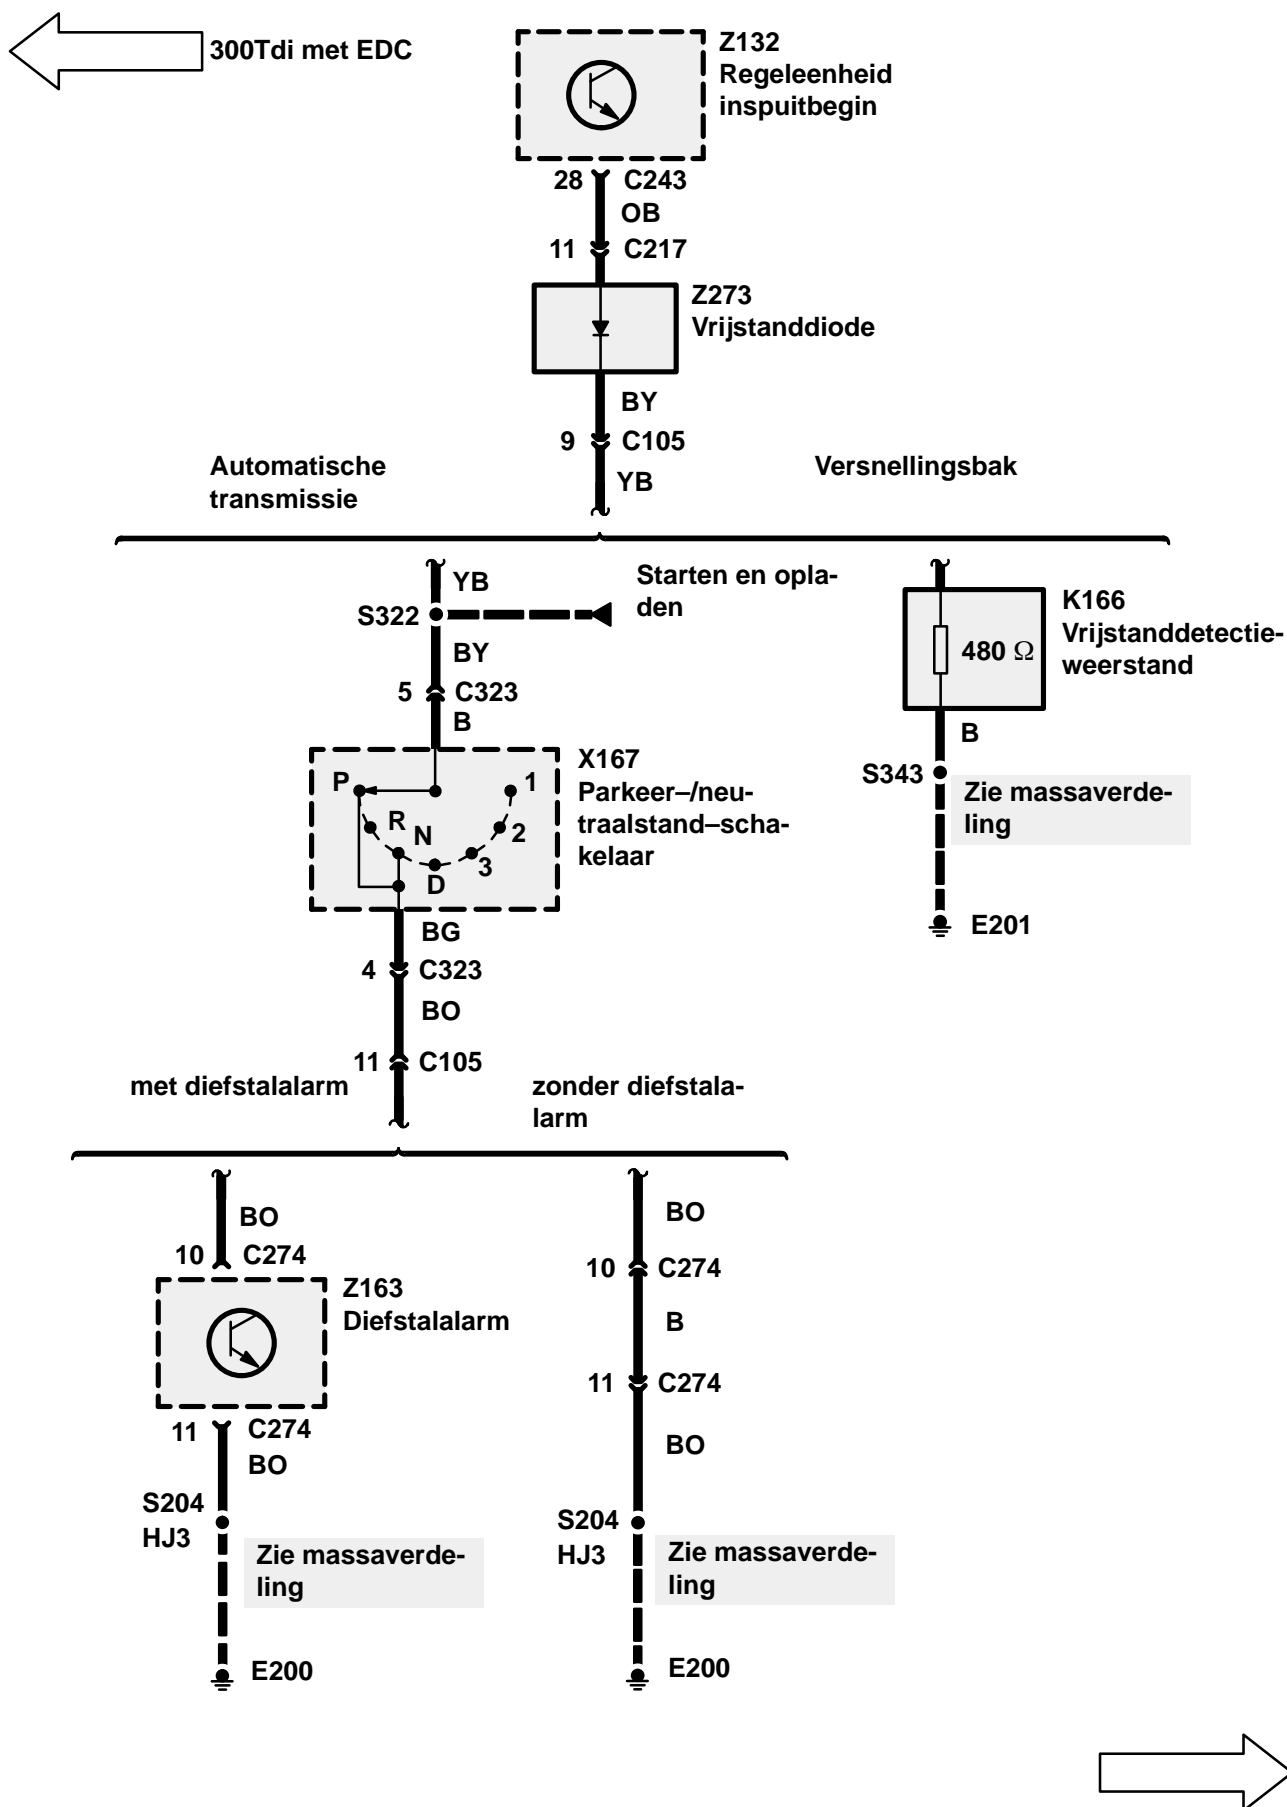 300Tdi met EDC
Z132
Regeleenheid
inspuitbegin
28 C243
OB
11 C217
Z273
Vrijstanddiode
BY
9 C105
YB
Automatische
transmissie
Versnellingsbak
YB
S322
Starten en opla-
den
BY
5 C323
B
K166
Vrijstanddetectie-
weerstand
480 Ω
B
S343
Zie massaverde-
ling
E201
X167
Parkeer–/neu-
traalstand–scha-
kelaar
P
R
N
D
3
2
1
BG
4 C323
BO
11 C105
met diefstalalarm
zonder diefstala-
larm
BO
10 C274
Z163
Diefstalalarm
11 C274
BO
S204
HJ3
Zie massaverde-
ling
E200
BO
10 C274
B
11 C274
BO
S204
HJ3
Zie massaverde-
ling
E200